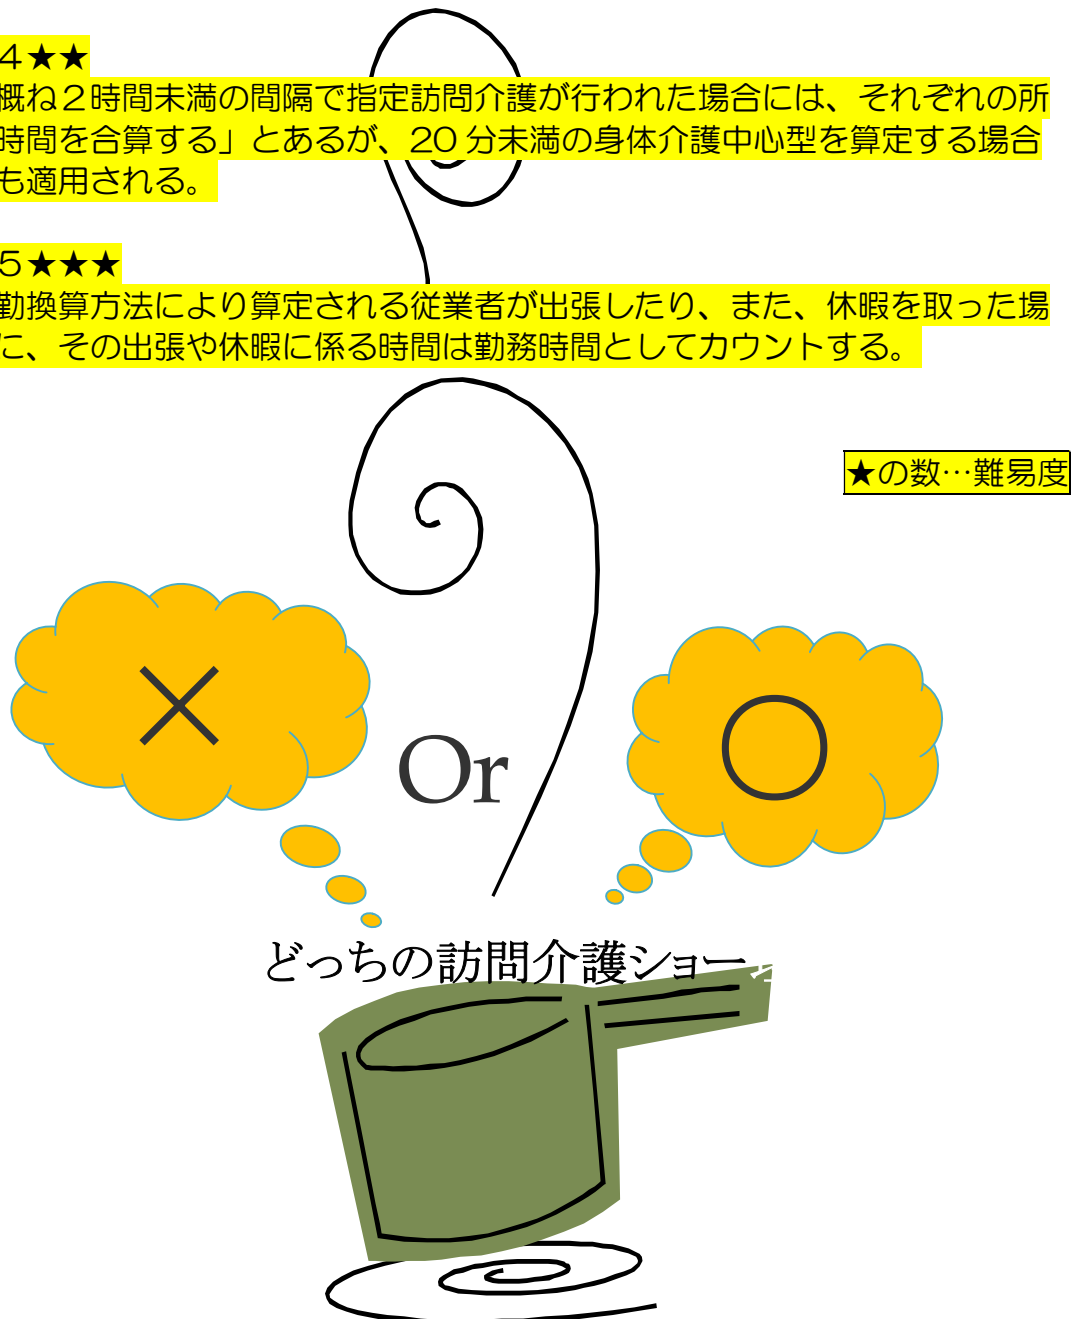 4★★
概ね２時間未満の間隔で指定訪問介護が行われた場合には、それぞれの所
時間を合算する」とあるが、20 分未満の身体介護中心型を算定する場合
も適用される。
5★★★
勤換算方法により算定される従業者が出張したり、また、休暇を取った場
に、その出張や休暇に係る時間は勤務時間としてカウントする。
★の数…難易度
×
Or
○
どっちの訪問介護ショー